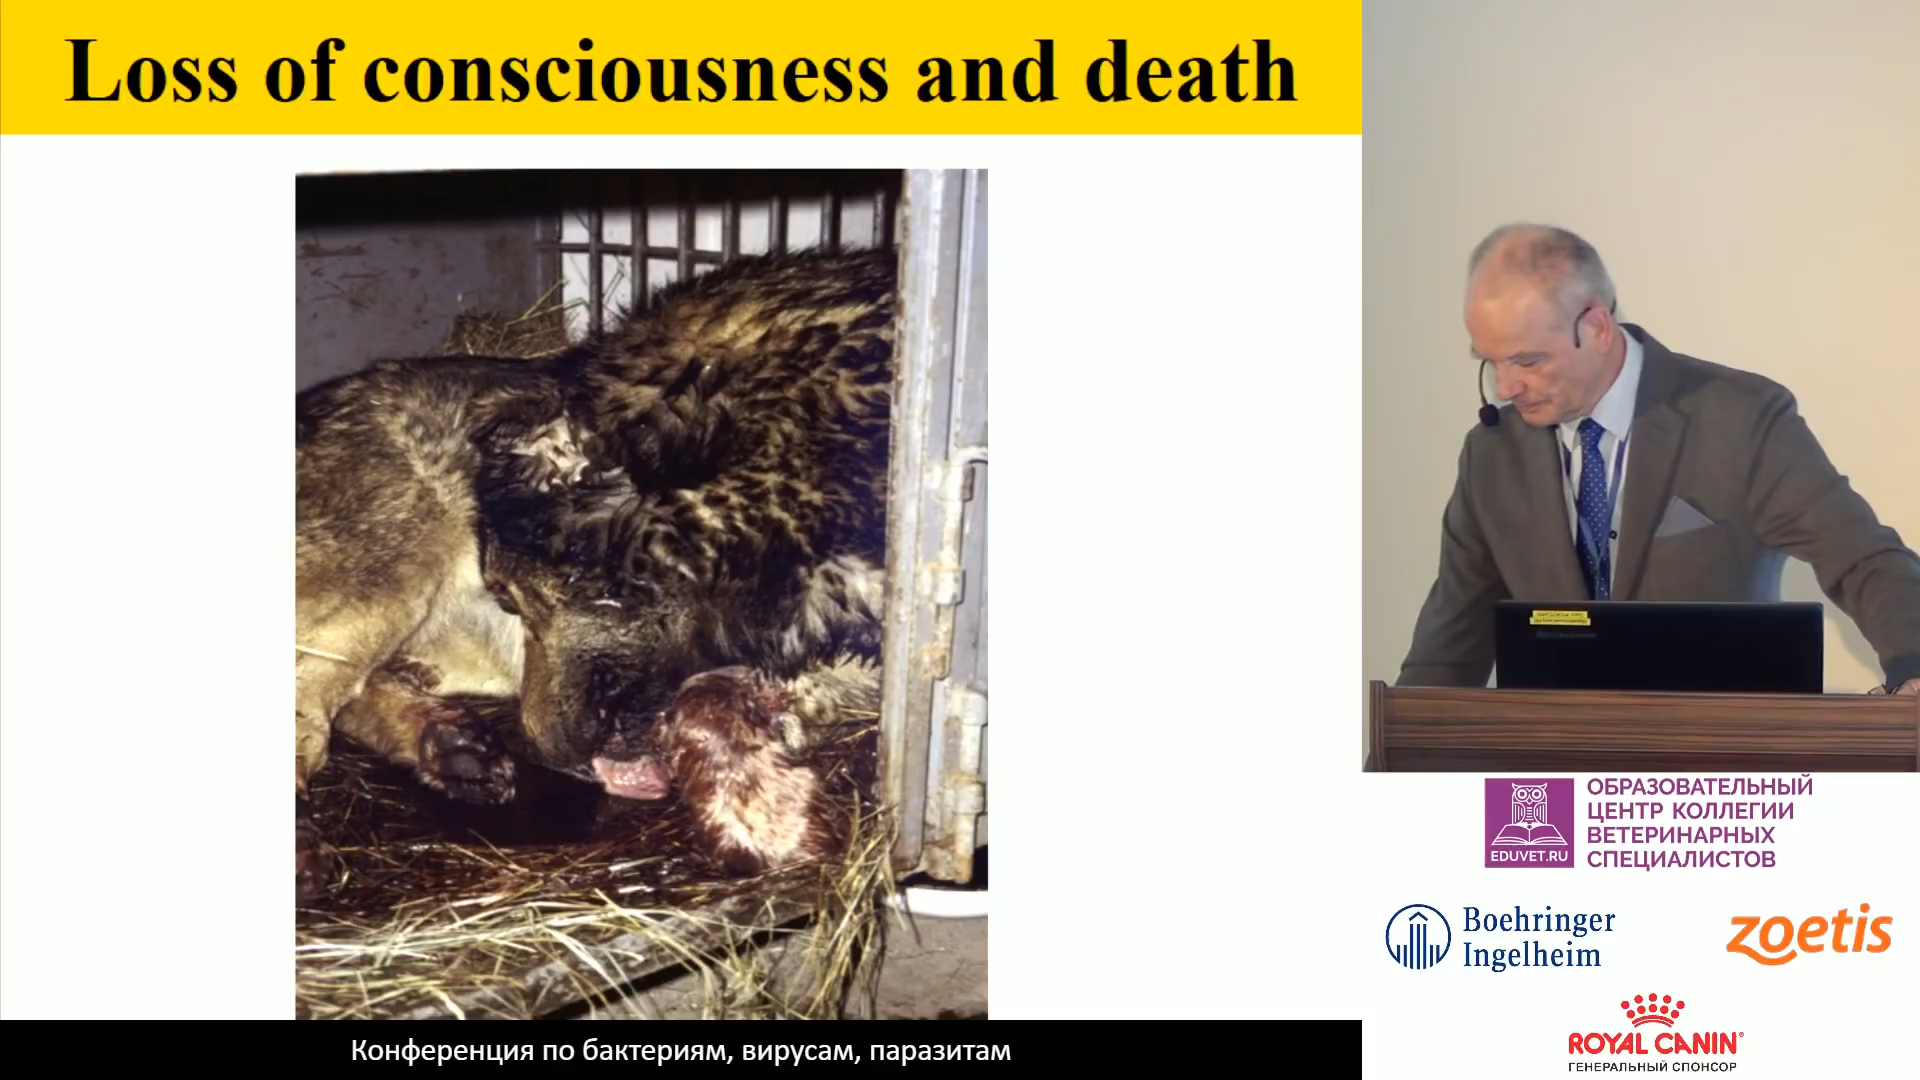 Loss of consciousness and death
ОБРАЗОВАТЕЛЬНЫЙ
ЦЕНТР КОЛЛЕГИИ
ВЕТЕРИНАРНЫХ
СПЕЦИАЛИСТОВ
EDUVET.RU
Boehringer
Ingelheim
zoetis
ROYAL CANIN
ГЕНЕРАЛЬНЫЙ СПОНСОР
Конференция по бактериям, вирусам, паразитам